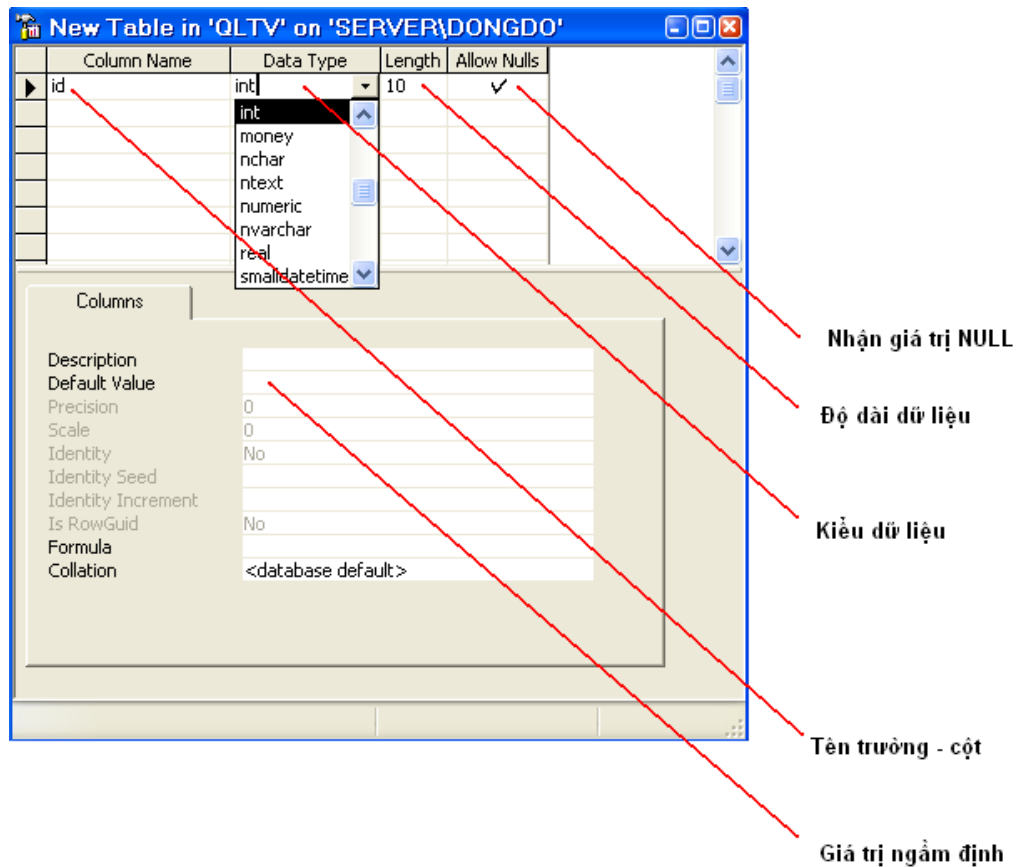 New Table in 'QLTV' on 'SERVER\DONGDO'
Column Name Data Type Length Allow Nulls
id int 10
int
money
nchar
ntext
numeric
nvarchar
real
smalldatetime
Columns
Description
Default Value
Precision 0
Scale 0
Identity No
Identity Seed
Identity Increment
Is RowGuid No
Formula
Collation <database default>
Nhận giá trị NULL
Độ dài dữ liệu
Kiểu dữ liệu
Tên trường - cột
Giá trị ngầm định